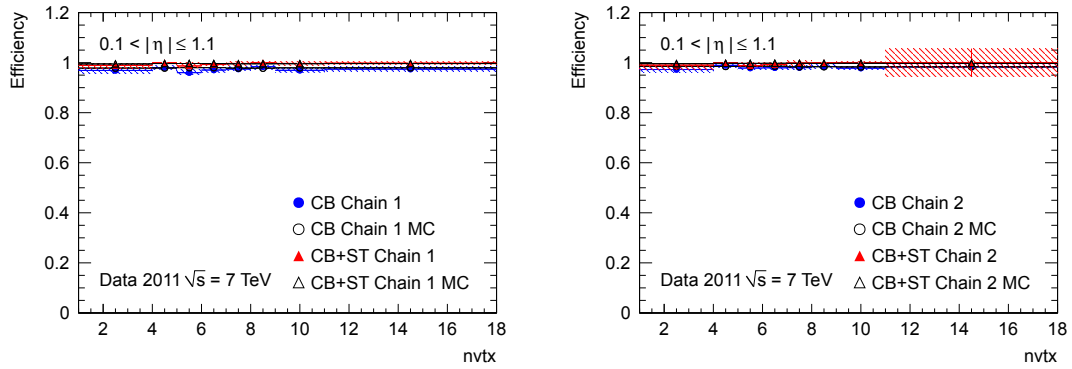 Efficiency
1.2
1
0.8
0.6
0.4
0.2
0
0.1 < | η | ≤ 1.1
CB Chain 1
CB Chain 1 MC
CB+ST Chain 1
CB+ST Chain 1 MC
Data 2011 √s = 7 TeV
2 4 6 8 10 12 14 16 18
nvtx
Efficiency
1.2
1
0.8
0.6
0.4
0.2
0
0.1 < | η | ≤ 1.1
CB Chain 2
CB Chain 2 MC
CB+ST Chain 2
CB+ST Chain 2 MC
Data 2011 √s = 7 TeV
2 4 6 8 10 12 14 16 18
nvtx